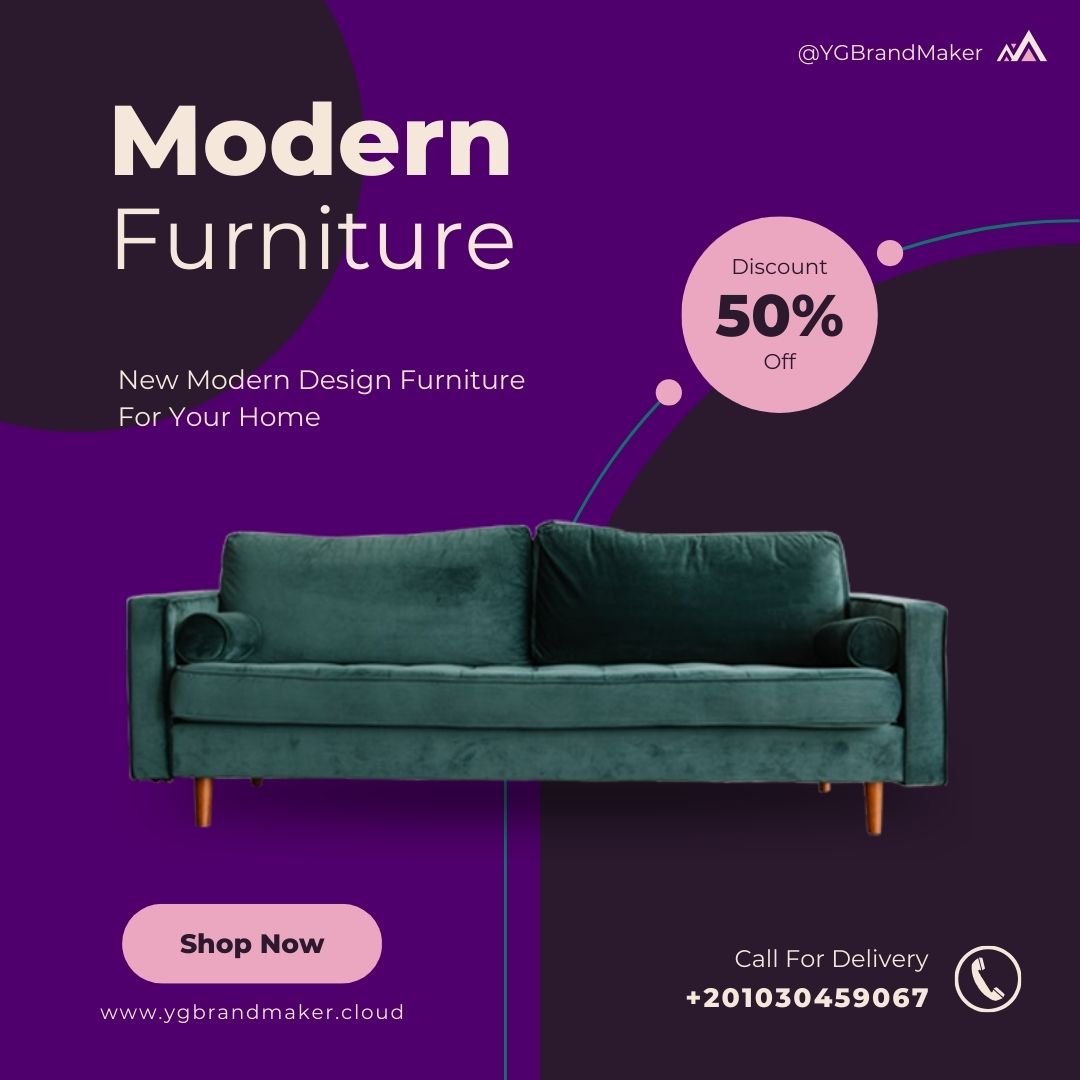 @YGBrandMaker
Modern
Furniture
Discount
50%
Off
New Modern Design Furniture
For Your Home
Shop Now
www.ygbrandmaker.cloud
Call For Delivery
+201030459067